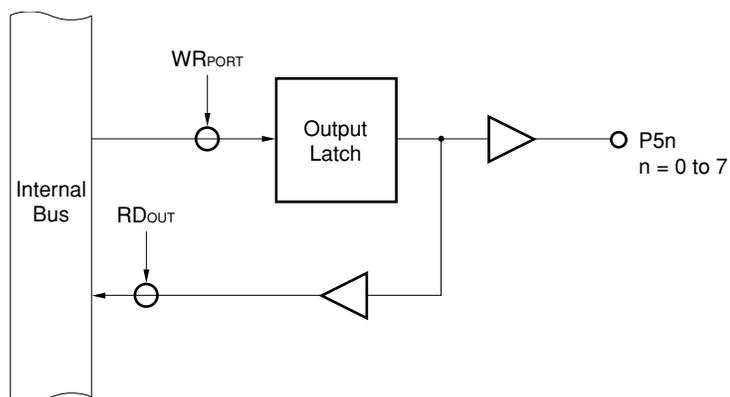 WRPORT
Output
Latch
P5n
n = 0 to 7
Internal
Bus
RDOUT